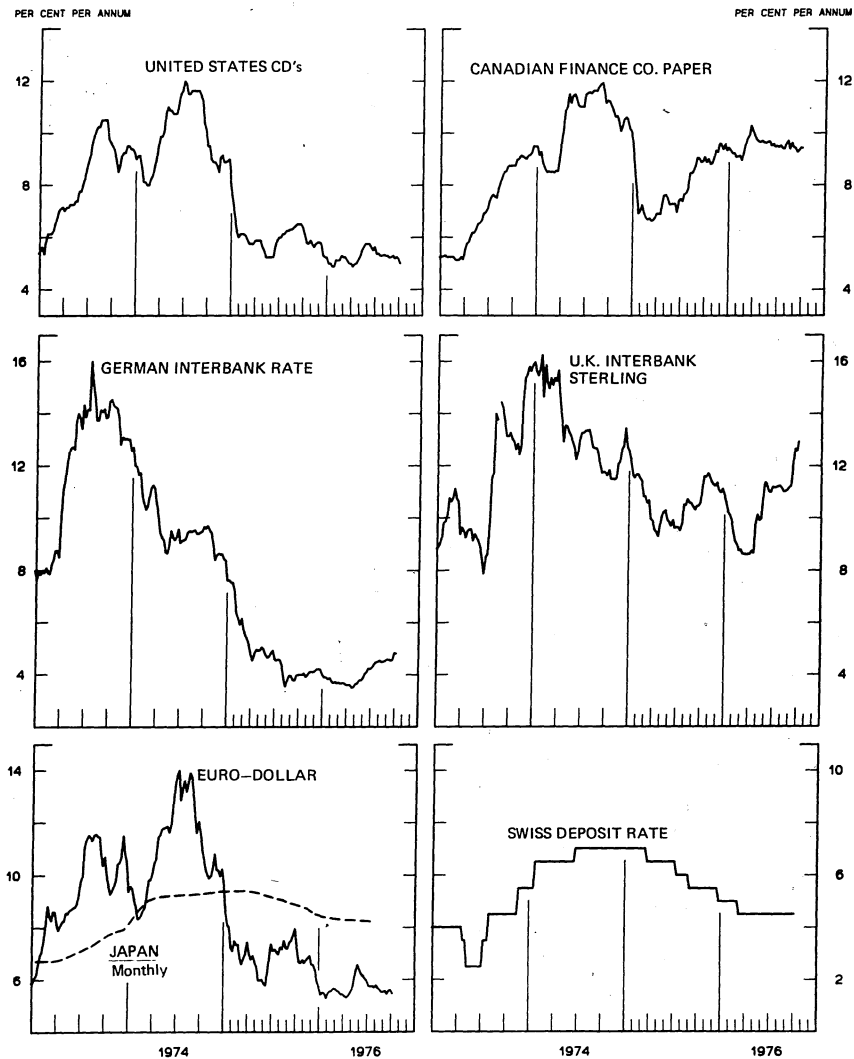 PER CENT PER ANNUM
PER CENT PER ANNUM
UNITED STATES CD's
12
8
4
CANADIAN FINANCE CO. PAPER
12
8
4
GERMAN INTERBANK RATE
16
12
8
4
U.K. INTERBANK
STERLING
16
12
8
4
EURO-DOLLAR
14
10
6
JAPAN
Monthly
SWISS DEPOSIT RATE
10
6
2
1974
1976
1974
1976